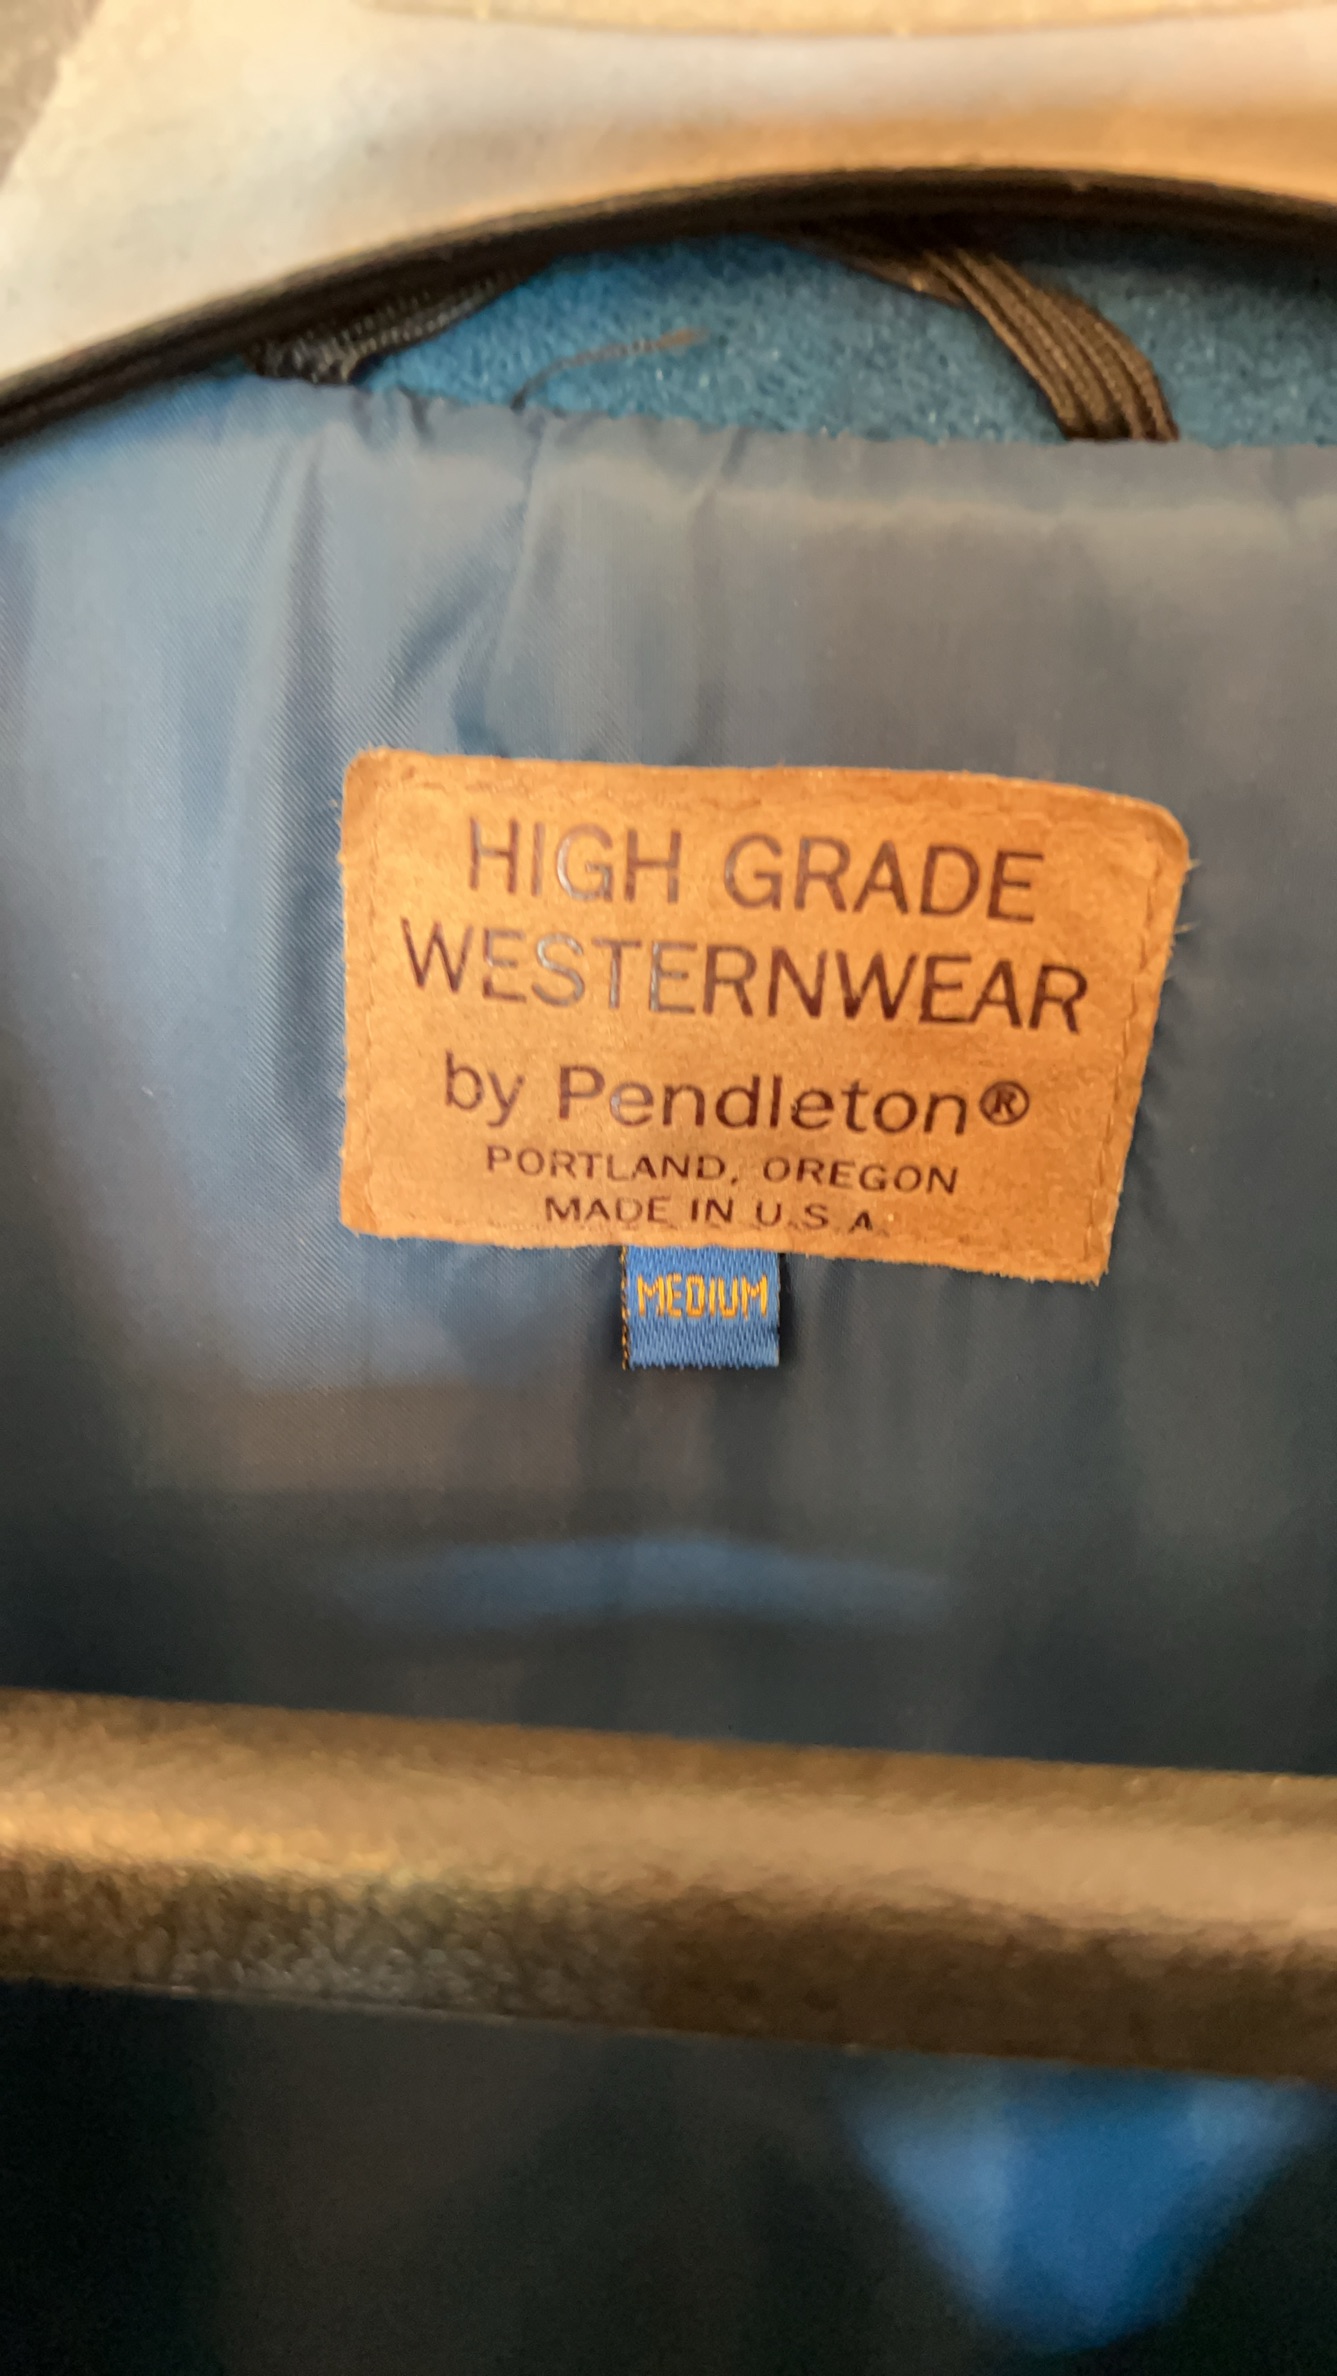 HIGH GRADE
WESTERNWEAR
by Pendleton®
PORTLAND, OREGON
MADE IN U.S.A.
MEDIUM